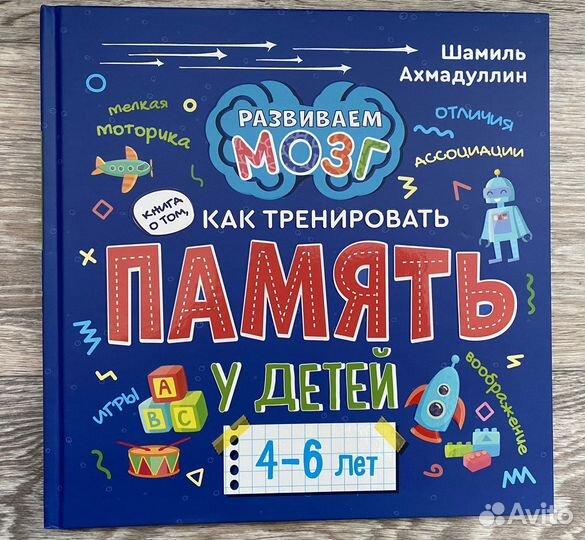 Шамиль
Ахмадуллин
мелкая
моторика
РАЗВИВАЕМ
МОЗГ
отличия
ассоциации
КНИГА
О ТОМ,
КАК ТРЕНИРОВАТЬ
ПАМЯТЬ
У ДЕТЕЙ
игры
A
B C
воображение
4–6 лет
Avito